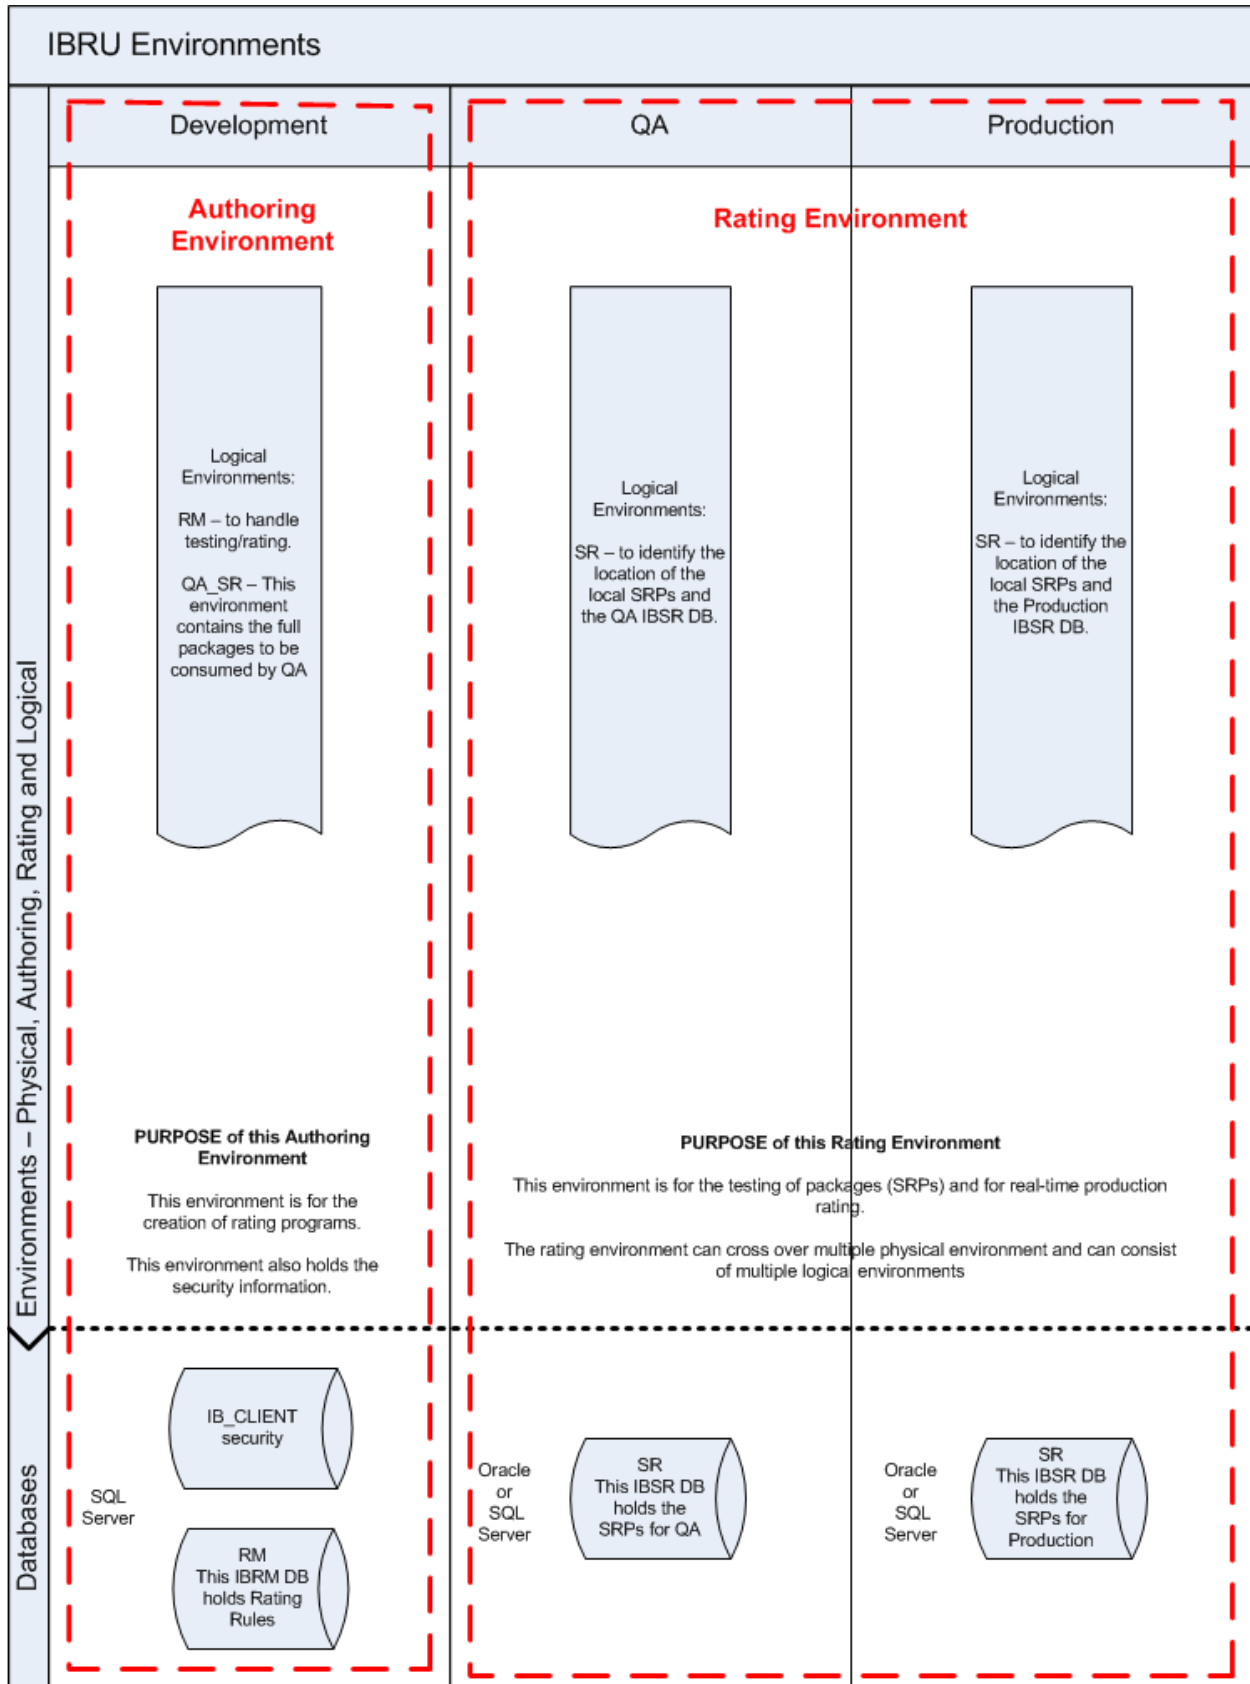 IBRU Environments
Development
QA
Production
Authoring
Environment
Rating Environment
Logical
Environments:
RM – to handle
testing/rating.
QA_SR – This
environment
contains the full
packages to be
consumed by QA
Logical
Environments:
SR – to identify the
location of the
local SRPs and
the QA IBSR DB.
Logical
Environments:
SR – to identify the
location of the
local SRPs and
the Production
IBSR DB.
Environments – Physical, Authoring, Rating and Logical
PURPOSE of this Authoring
Environment
This environment is for the
creation of rating programs.
This environment also holds the
security information.
PURPOSE of this Rating Environment
This environment is for the testing of packages (SRPs) and for real-time production
rating.
The rating environment can cross over multiple physical environment and can consist
of multiple logical environments
Databases
SQL
Server
IB_CLIENT
security
RM
This IBRM DB
holds Rating
Rules
Oracle
or
SQL
Server
SR
This IBSR DB
holds the
SRPs for QA
Oracle
or
SQL
Server
SR
This IBSR DB
holds the
SRPs for
Production